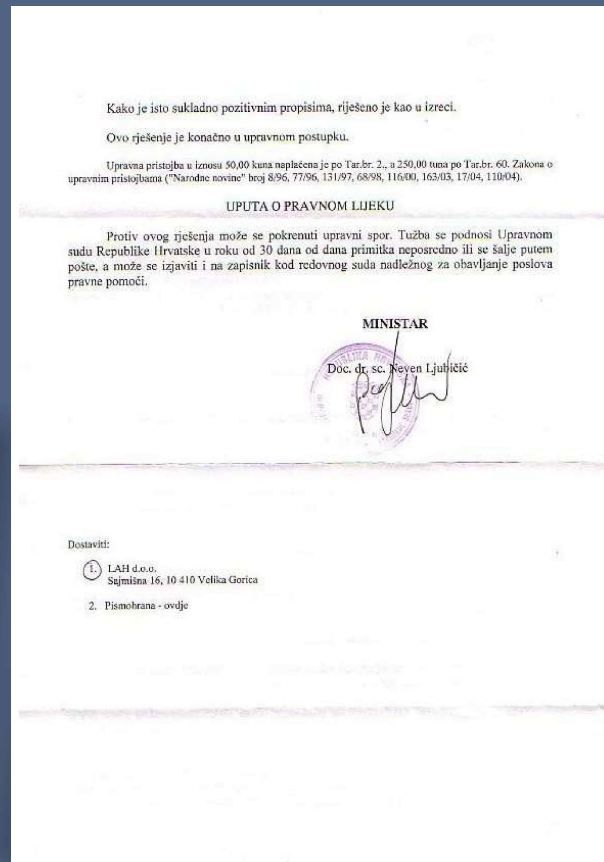 Kako je isto sukladno pozitivnim propisima, riješeno je kao u izreci.
Ovo rješenje je konačno u upravnom postupku.
Upravna pristojba u iznosu 50,00 kuna naplaćena je po Tar.br. 2., a 250,00 kuna po Tar.br. 60. Zakona o
upravnim pristojbama ("Narodne novine" broj 8/96, 77/96, 131/97, 68/98, 116/00, 163/03, 17/04, 110/04).
UPUTA O PRAVNOM LIJEKU
Protiv ovog rješenja može se pokrenuti upravni spor. Tužba se podnosi Upravnom
sudu Republike Hrvatske u roku od 30 dana od dana primitka neposredno ili se šalje putem
pošte, a može se izjaviti i na zapisnik kod redovnog suda nadležnog za obavljanje poslova
pravne pomoći.
MINISTAR
Doc. dr. sc. Neven Ljubičić
Dostaviti:
1. LAH d.o.o.
Sajmišna 16, 10 410 Velika Gorica
2. Pismohrana - ovdje